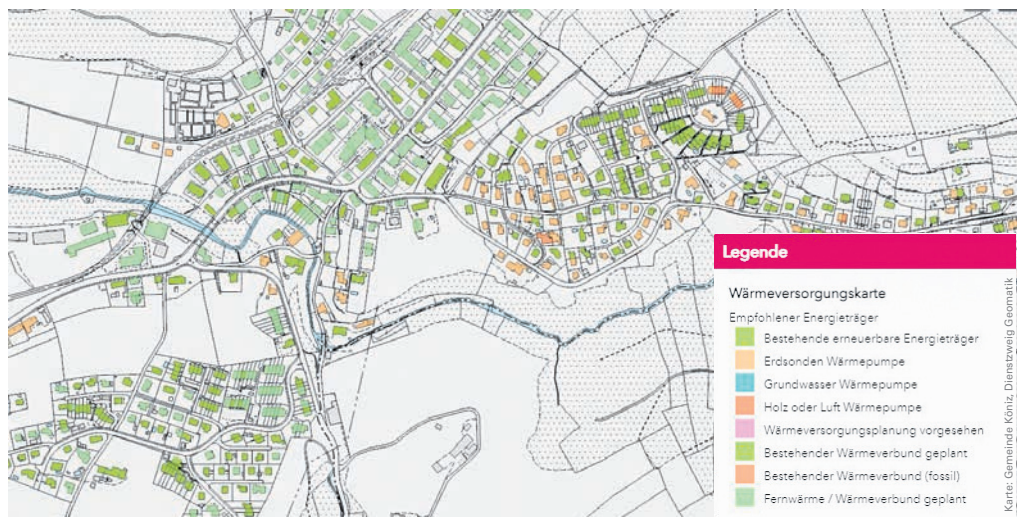 Legende
Wärmeversorgungskarte
Empfohlener Energieträger
Bestehende erneuerbare Energieträger
Erdsonden Wärmepumpe
Grundwasser Wärmepumpe
Holz oder Luft Wärmepumpe
Wärmeversorgungsplanung vorgesehen
Bestehender Wärmeverbund geplant
Bestehender Wärmeverbund (fossil)
Fernwärme / Wärmeverbund geplant
Karte: Gemeinde Köniz, Dienstzweig Geomatik